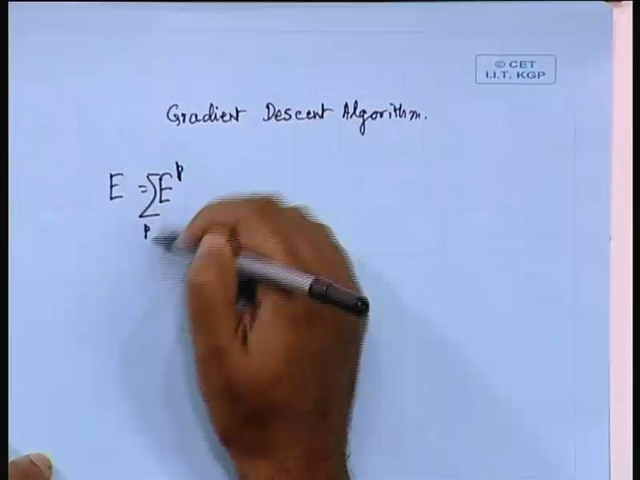 © CET
I.I.T. KGP
Gradient Descent Algorithm.
E = ∑ E^p
p